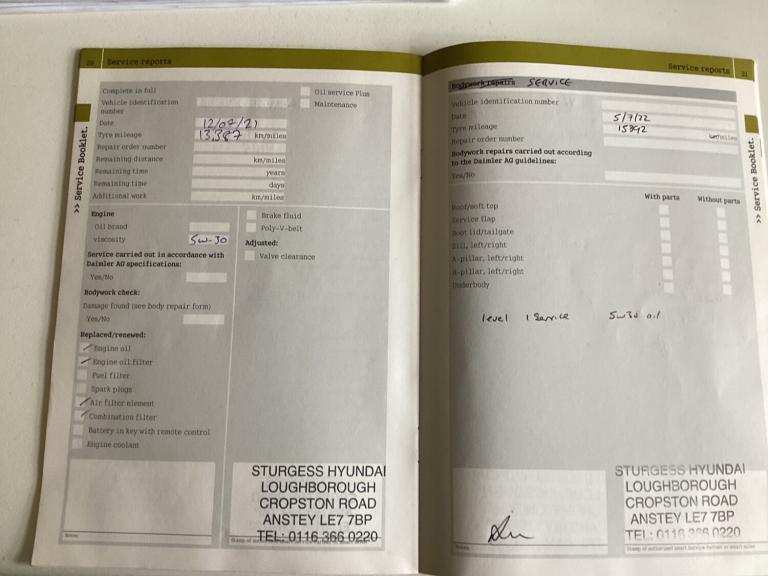 20 Service reports
Complete in full
Vehicle identification
number
Date 12/07/21
Tyre mileage 13,387 km/miles
Repair order number
Remaining distance km/miles
Remaining time years
Remaining time days
Additional work km/miles
Oil service Plus
Maintenance
>> Service Booklet.
Engine
Oil brand
viscosity 5W-30
Service carried out in accordance with
Daimler AG specifications:
Yes/No
Bodywork check:
Damage found (see body repair form)
Yes/No
Replaced/renewed:
Engine oil
Engine oil filter
Fuel filter
Spark plugs
Air filter element
Combination filter
Battery in key with remote control
Engine coolant
Brake fluid
Poly-V-belt
Adjusted:
Valve clearance
Notes
STURGESS HYUNDAI
LOUGHBOROUGH
CROPSTON ROAD
ANSTEY LE7 7BP
TEL: 0116 366 0220
Service reports 21
Bodywork repairs SERVICE
Vehicle identification number
Date 5/7/22
Tyre mileage 15842
Repair order number
Bodywork repairs carried out according
to the Daimler AG guidelines:
Yes/No
With parts Without parts
Roof/soft top
Service flap
Boot lid/tailgate
Sill, left/right
A-pillar, left/right
A-pillar, left/right
Underbody
level 1 Service 5w30 oil
>> Service Booklet.
Notes
STURGESS HYUNDAI
LOUGHBOROUGH
CROPSTON ROAD
ANSTEY LE7 7BP
TEL: 0116 366 0220